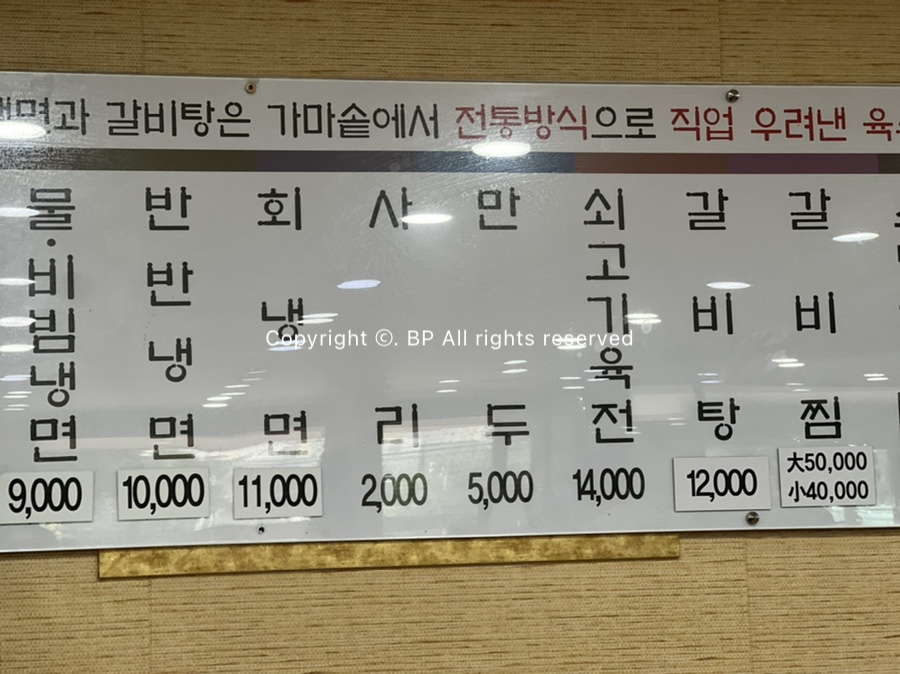 과 갈비탕은 가마솥에서 전통방식으로 직업 우려낸
물·비빔냉면
9,000
반반냉면
10,000
회냉면
11,000
사리
2,000
만두
5,000
쇠고기육전
14,000
갈비탕
12,000
갈비찜
大50,000
小40,000
Copyright ©. BP All rights reserved